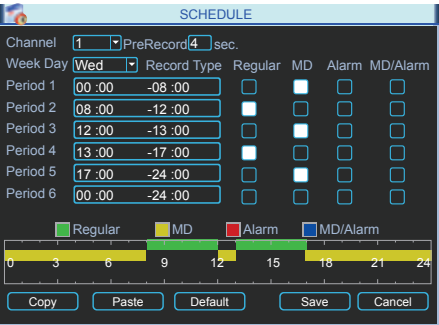 SCHEDULE
Channel 1 PreRecord 4 sec.
Week Day Wed Record Type Regular MD Alarm MD/Alarm
Period 1 00 :00 -08 :00
Period 2 08 :00 -12 :00
Period 3 12 :00 -13 :00
Period 4 13 :00 -17 :00
Period 5 17 :00 -24 :00
Period 6 00 :00 -24 :00
Regular MD Alarm MD/Alarm
0 3 6 9 12 15 18 21 24
Copy Paste Default Save Cancel